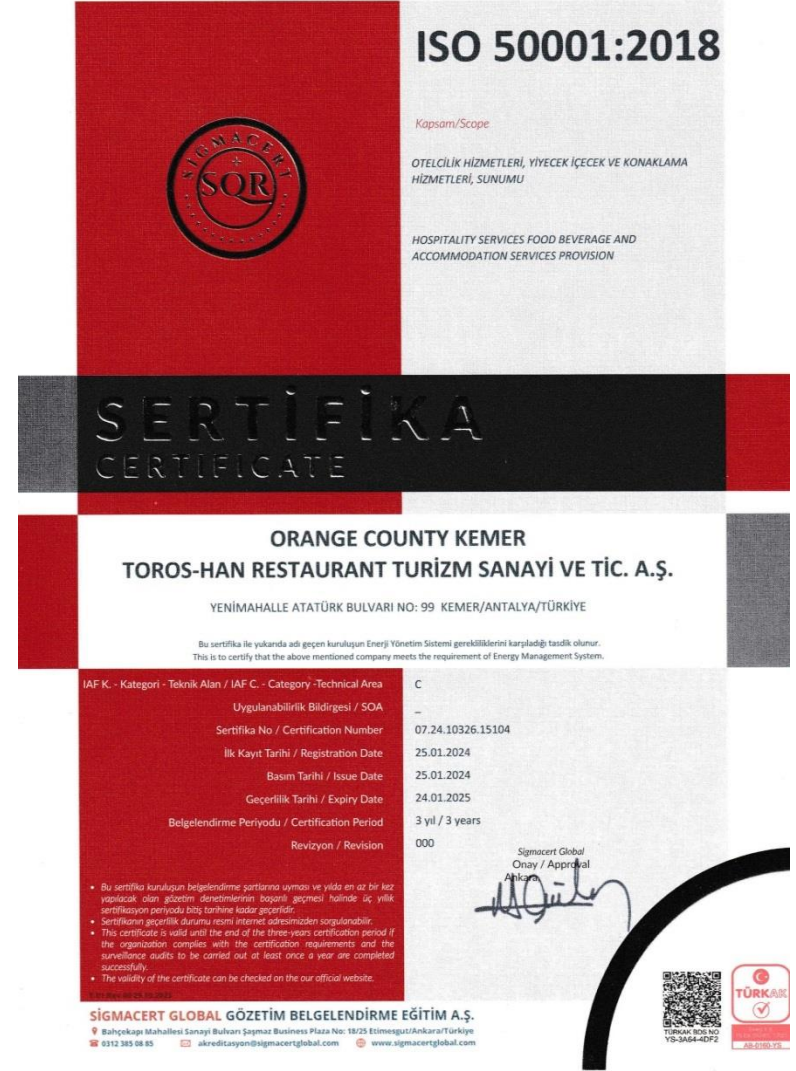 ISO 50001:2018
Kapsam/Scope
OTELCİLİK HİZMETLERİ, YİYECEK İÇECEK VE KONAKLAMA
HİZMETLERİ, SUNUMU
HOSPITALITY SERVICES FOOD BEVERAGE AND
ACCOMMODATION SERVICES PROVISION
SIGMACERT
SQR
SERTİFİKA
CERTIFICATE
ORANGE COUNTY KEMER
TOROS-HAN RESTAURANT TURİZM SANAYİ VE TİC. A.Ş.
YENİMAHALLE ATATÜRK BULVARI NO: 99 KEMER/ANTALYA/TÜRKİYE
Bu sertifika ile yukarıda adı geçen kuruluşun Enerji Yönetim Sistemi gerekliliklerini karşıladığı tasdik olunur.
This is to certify that the above mentioned company meets the requirement of Energy Management System.
IAF K. - Kategori - Teknik Alan / IAF C. - Category -Technical Area C
Uygulanabilirlik Bildirgesi / SOA _
Sertifika No / Certification Number 07.24.10326.15104
İlk Kayıt Tarihi / Registration Date 25.01.2024
Basım Tarihi / Issue Date 25.01.2024
Geçerlilik Tarihi / Expiry Date 24.01.2025
Belgelendirme Periyodu / Certification Period 3 yıl / 3 years
Revizyon / Revision 000
Sigmacert Global
Onay / Approval
Ankara
• Bu sertifika kuruluşun belgelendirme şartlarına uyması ve yılda en az bir kez
yapılacak olan gözetim denetimlerinin başarılı geçmesi halinde üç yıllık
sertifikasyon periyodu bitiş tarihine kadar geçerlidir.
• Sertifikanın geçerlilik durumu resmi internet adresimizden sorgulanabilir.
• This certificate is valid until the end of the three-years certification period if
the organization complies with the certification requirements and the
surveillance audits to be carried out at least once a year are completed
successfully.
• The validity of the certificate can be checked on the our official website.
SİGMACERT GLOBAL GÖZETİM BELGELENDİRME EĞİTİM A.Ş.
Bahçekapı Mahallesi Sanayi Bulvarı Şaşmaz Business Plaza No: 18/25 Etimesgut/Ankara/Türkiye
0312 385 08 85 akreditasyon@sigmacertglobal.com www.sigmacertglobal.com
TÜRKAK BDS NO
YS-3A64-4DF2
TÜRKAK
AB-0160-YS